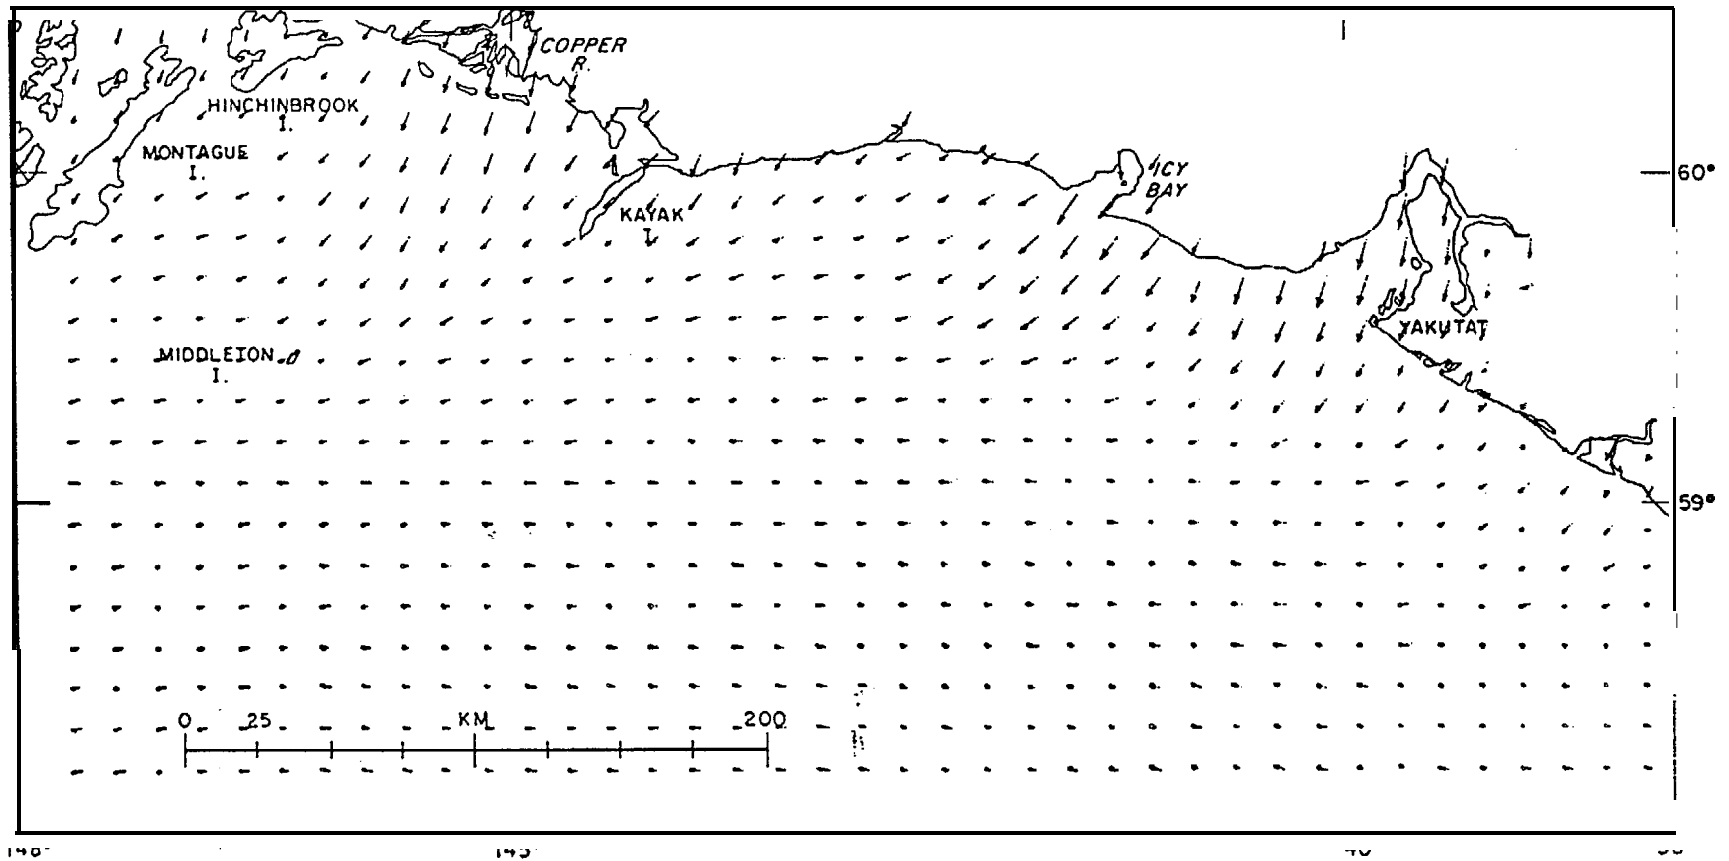 COPPER
R.
HINCHINBROOK
I.
MONTAGUE
I.
60°
ICY
BAY
KAYAK
I.
YAKUTAT
MIDDLETON
I.
59°
0 25 KM 200